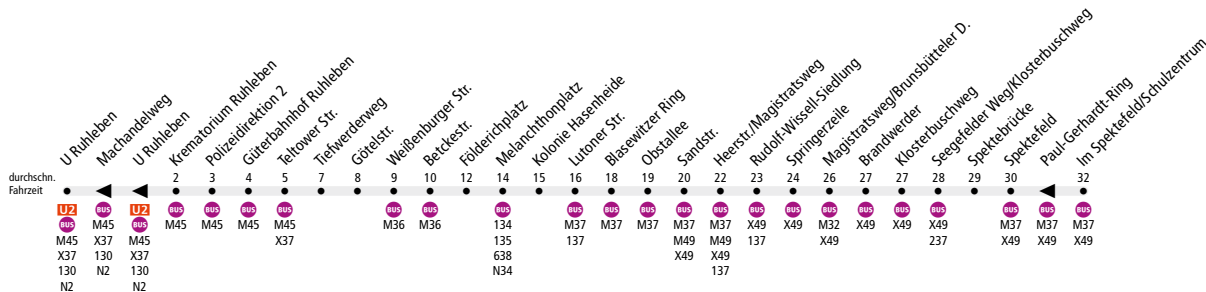 U Ruhleben
Machandelweg
U Ruhleben
Krematorium Ruhleben
Polizeidirektion 2
Güterbahnhof Ruhleben
Teltower Str.
Tiefwerderweg
Götelstr.
Weißenburger Str.
Betckestr.
Földerichplatz
Melanchthonplatz
Kolonie Hasenheide
Lutoner Str.
Blasewitzer Ring
Obstallee
Sandstr.
Heerstr./Magistratsweg
Rudolf-Wissell-Siedlung
Springerzeile
Magistratsweg/Brunsbütteler D.
Brandwerder
Klosterbuschweg
Seegefelder Weg/Klosterbuschweg
Spektebrücke
Spektefeld
Paul-Gerhardt-Ring
Im Spektefeld/Schulzentrum
durchschn. 2 3 4 5 7 8 9 10 12 14 15 16 18 19 20 22 23 24 26 27 27 28 29 30 32
Fahrzeit
U2 BUS U2 BUS BUS BUS BUS BUS BUS BUS BUS BUS BUS BUS BUS BUS BUS BUS BUS BUS BUS BUS BUS BUS
BUS BUS
M45 X37 130 N2
M45 X37 130 N2
M45 X37 130 N2
M45
M45
M45
M45 X37
M36
M36
134 135 638 N34
M37 137
M37
M37
M37 M49 X49
M37 M49 X49 137
X49 137
X49
M32 X49
X49
X49
X49 237
M37 X49
M37 X49
M37 X49